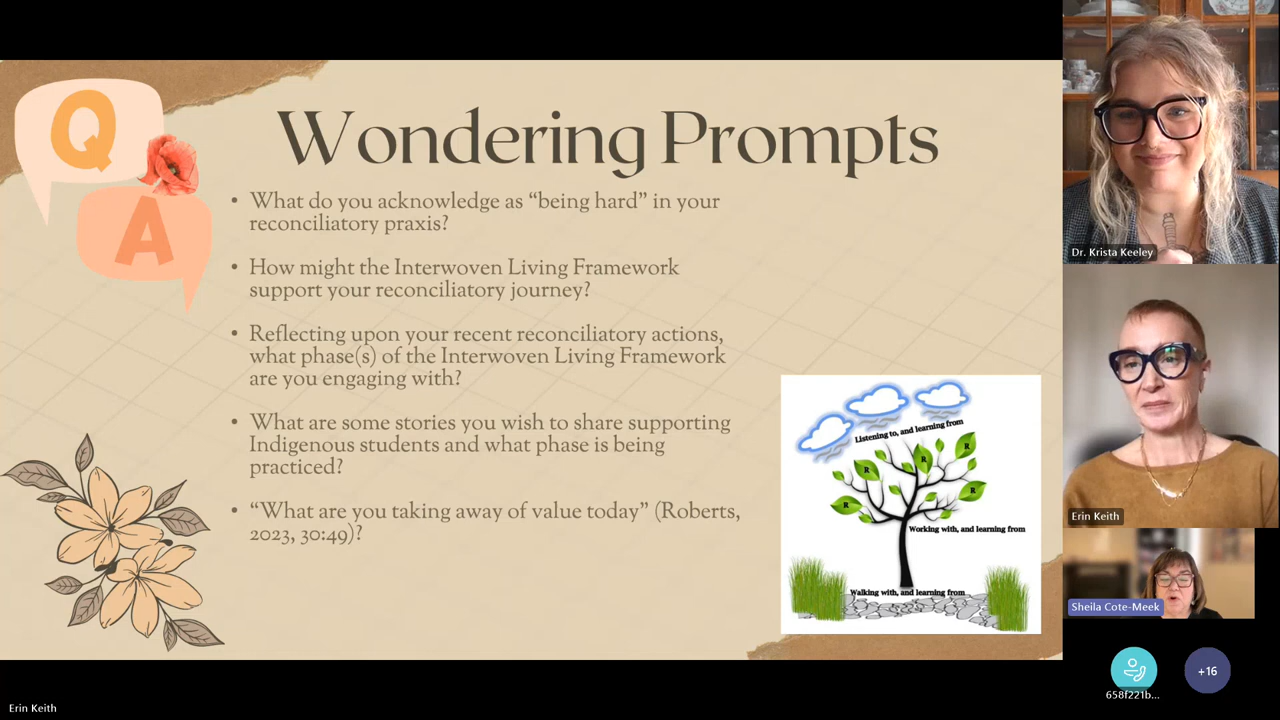 Q
A
Wondering Prompts
• What do you acknowledge as “being hard” in your
reconciliatory praxis?
• How might the Interwoven Living Framework
support your reconciliatory journey?
• Reflecting upon your recent reconciliatory actions,
what phase(s) of the Interwoven Living Framework
are you engaging with?
• What are some stories you wish to share supporting
Indigenous students and what phase is being
practiced?
• “What are you taking away of value today” (Roberts,
2023, 30:49)?
Listening to, and learning from
R
R
R
R
R
Working with, and learning from
Walking with, and learning from
Dr. Krista Keeley
Erin Keith
Sheila Cote-Meek
658f221b...
+16
Erin Keith